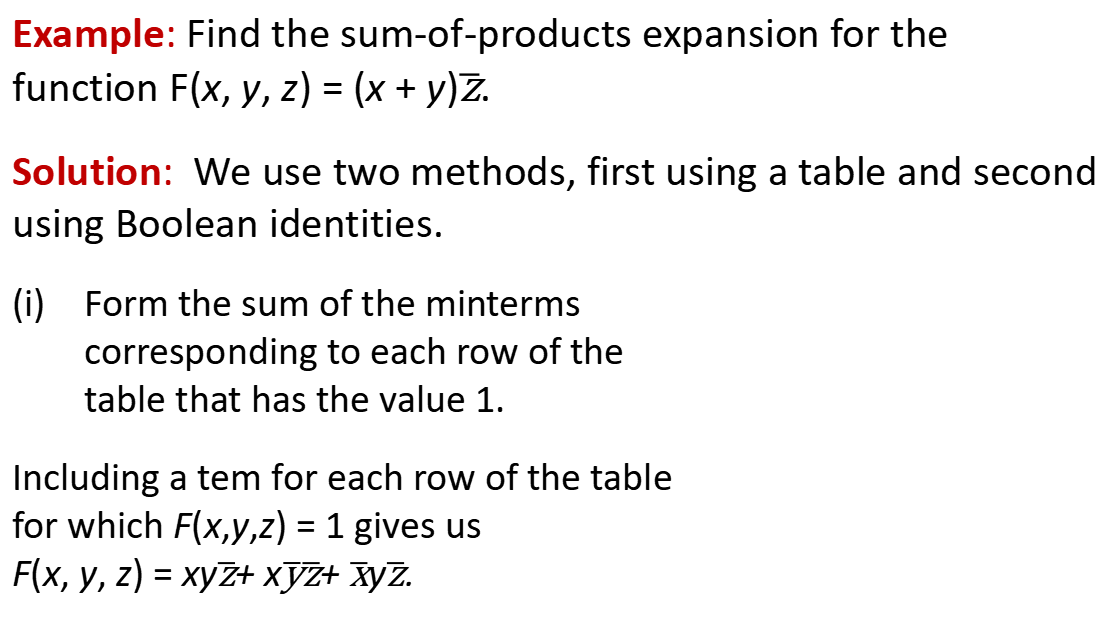 Example: Find the sum-of-products expansion for the
function F(x, y, z) = (x + y)z̅.
Solution: We use two methods, first using a table and second
using Boolean identities.
(i) Form the sum of the minterms
corresponding to each row of the
table that has the value 1.
Including a tem for each row of the table
for which F(x,y,z) = 1 gives us
F(x, y, z) = xyz̅+ xy̅z̅+ x̅yz̅.